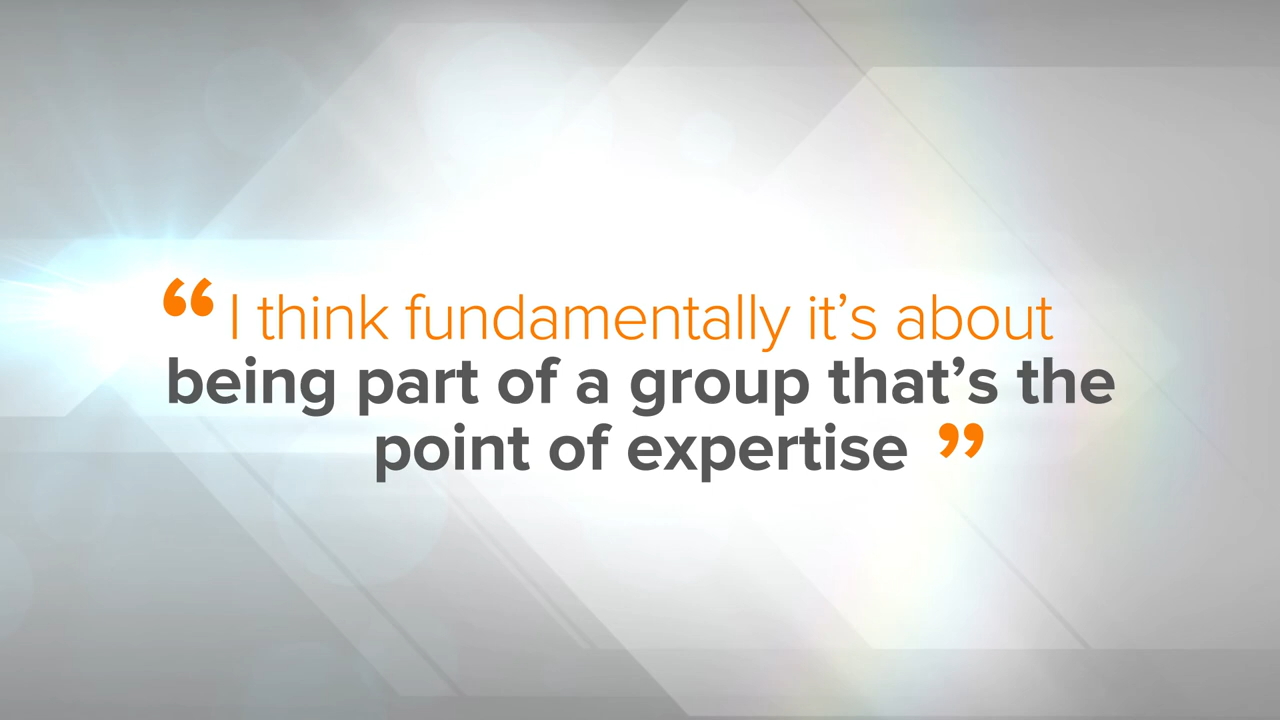 “ I think fundamentally it’s about
being part of a group that’s the
point of expertise ”